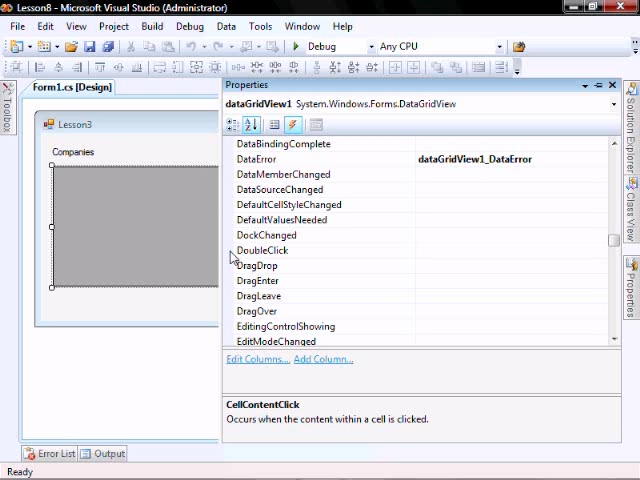 Lesson8 - Microsoft Visual Studio (Administrator)
File Edit View Project Build Debug Data Tools Window Help
Debug Any CPU
Form1.cs [Design]
Properties
dataGridView1 System.Windows.Forms.DataGridView
Lesson3
Companies
DataBindingComplete
DataError dataGridView1_DataError
DataMemberChanged
DataSourceChanged
DefaultCellStyleChanged
DefaultValuesNeeded
DockChanged
DoubleClick
DragDrop
DragEnter
DragLeave
DragOver
EditingControlShowing
EditModeChanged
Edit Columns..., Add Column...
CellContentClick
Occurs when the content within a cell is clicked.
Toolbox
Solution Explorer
Class View
Properties
Error List Output
Ready